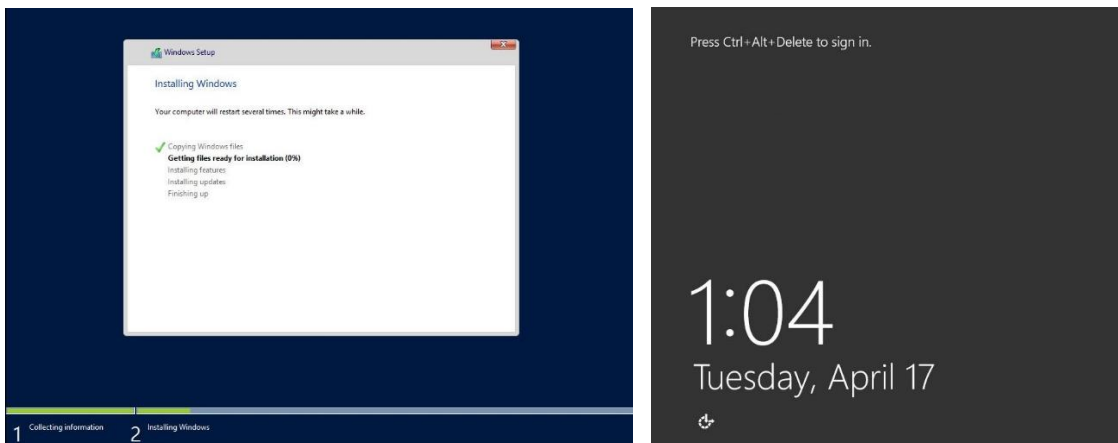 Windows Setup
Installing Windows
Your computer will restart several times. This might take a while.
Copying Windows files
Getting files ready for installation (0%)
Installing features
Installing updates
Finishing up
1 Collecting information
2 Installing Windows
Press Ctrl+Alt+Delete to sign in.
1:04
Tuesday, April 17